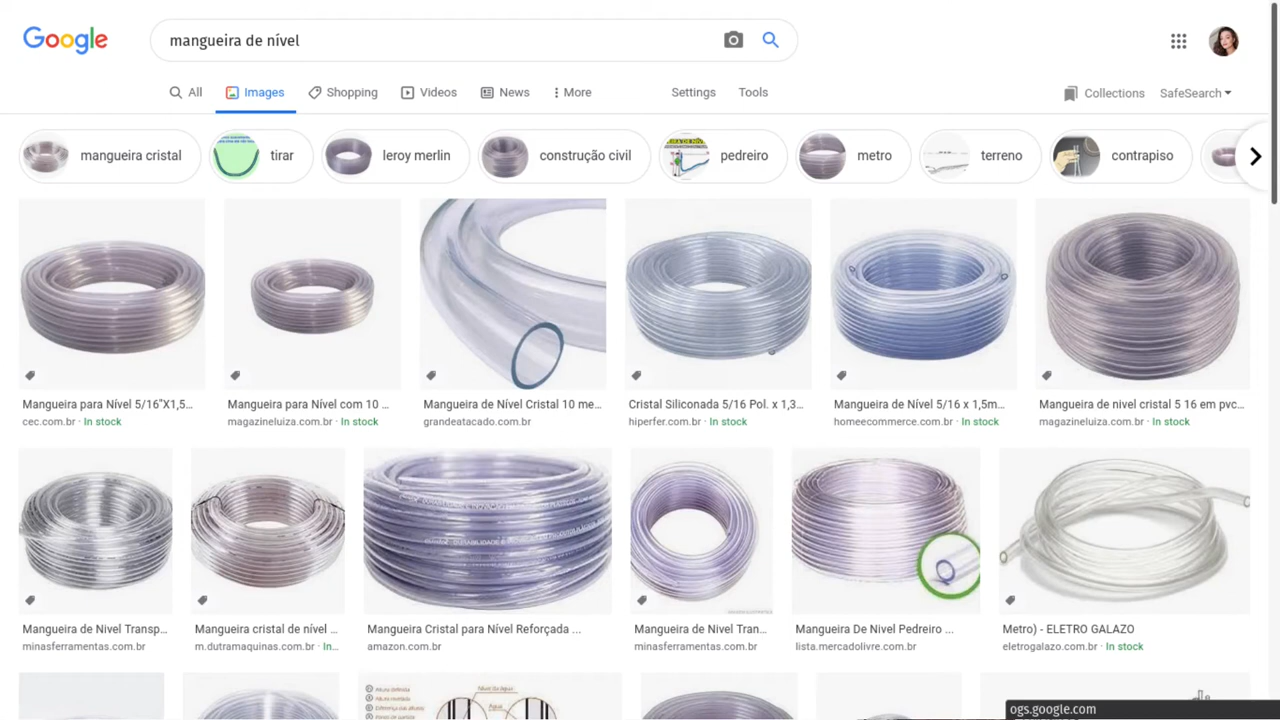 Google
mangueira de nível
All
Images
Shopping
Videos
News
More
Settings
Tools
Collections
SafeSearch
mangueira cristal
tirar
leroy merlin
construção civil
pedreiro
metro
terreno
contrapiso
Mangueira para Nível 5/16"X1,5...
cec.com.br · In stock
Mangueira para Nível com 10 ...
magazineluiza.com.br · In stock
Mangueira de Nível Cristal 10 me...
grandeatacado.com.br
Cristal Siliconada 5/16 Pol. x 1,3...
hiperfer.com.br · In stock
Mangueira de Nível 5/16 x 1,5m...
homeecommerce.com.br · In stock
Mangueira de nivel cristal 5 16 em pvc...
magazineluiza.com.br · In stock
Mangueira de Nivel Transp...
minasferramentas.com.br
Mangueira cristal de nível ...
m.dutramaquinas.com.br · In...
Mangueira Cristal para Nível Reforçada ...
amazon.com.br
Mangueira de Nivel Tran...
minasferramentas.com.br
Mangueira De Nivel Pedreiro ...
lista.mercadolivre.com.br
Metro) - ELETRO GALAZO
eletrogalazo.com.br · In stock
Nível da água
Água
ogs.google.com